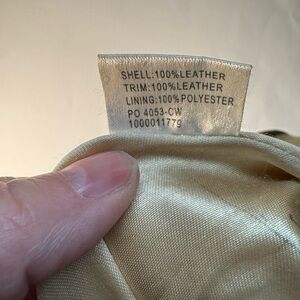 SHELL:100%LEATHER
TRIM:100%LEATHER
LINING:100%POLYESTER
PO 4053-CW
1000011779